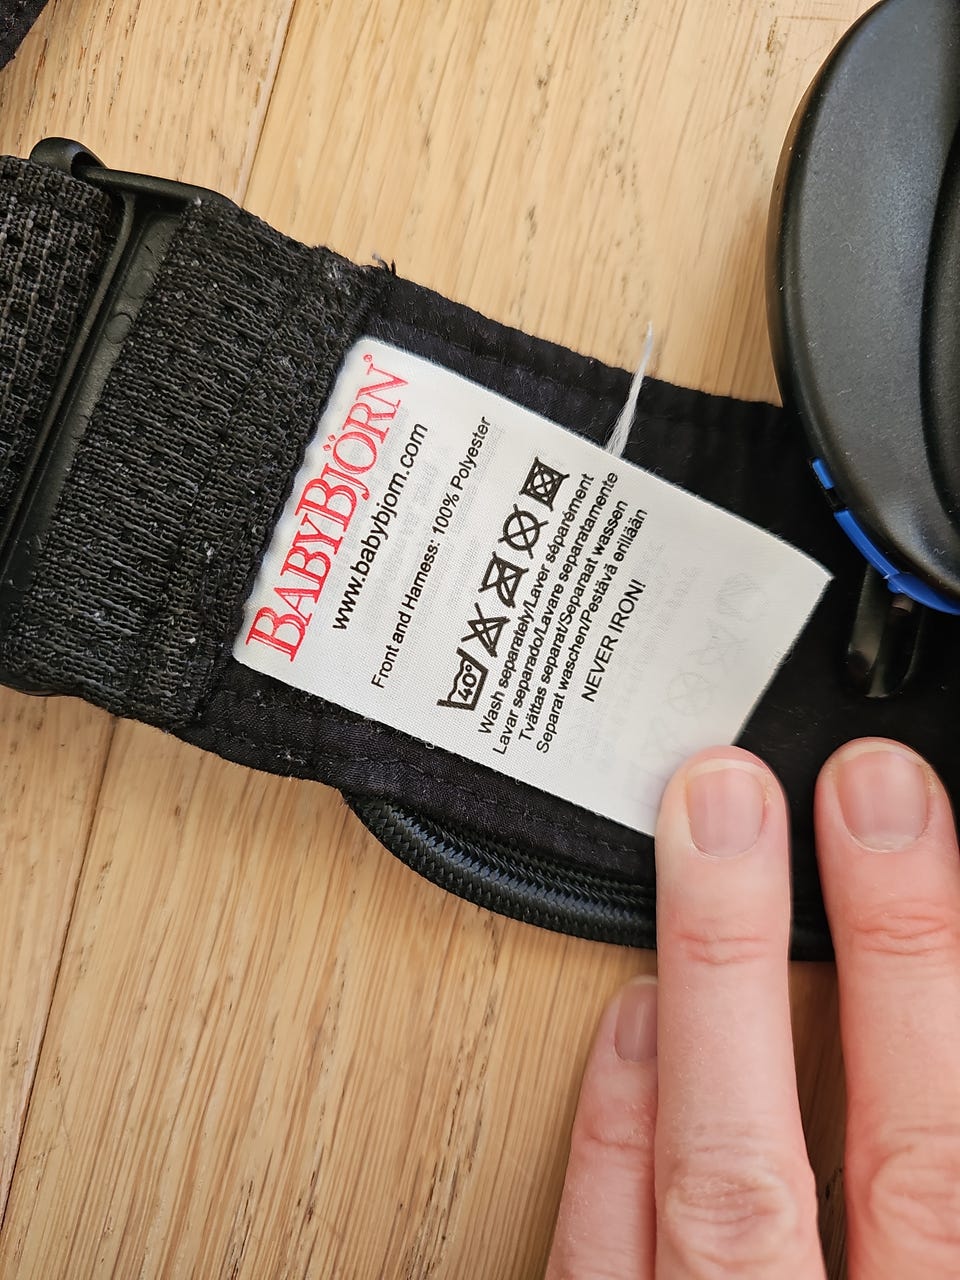 BABYBJÖRN®
www.babybjorn.com
Front and Harness: 100% Polyester
40°
Wash separately/Laver séparément
Lavar separado/Lavare separatamente
Tvättas separat/Separaat wassen
Separat waschen/Pestävä erillään
NEVER IRON!